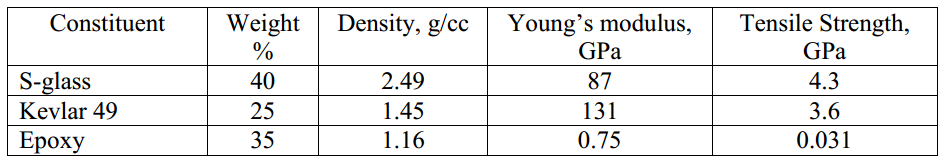 Constituent Weight % Density, g/cc Young’s modulus, GPa Tensile Strength, GPa
S-glass 40 2.49 87 4.3
Kevlar 49 25 1.45 131 3.6
Epoxy 35 1.16 0.75 0.031